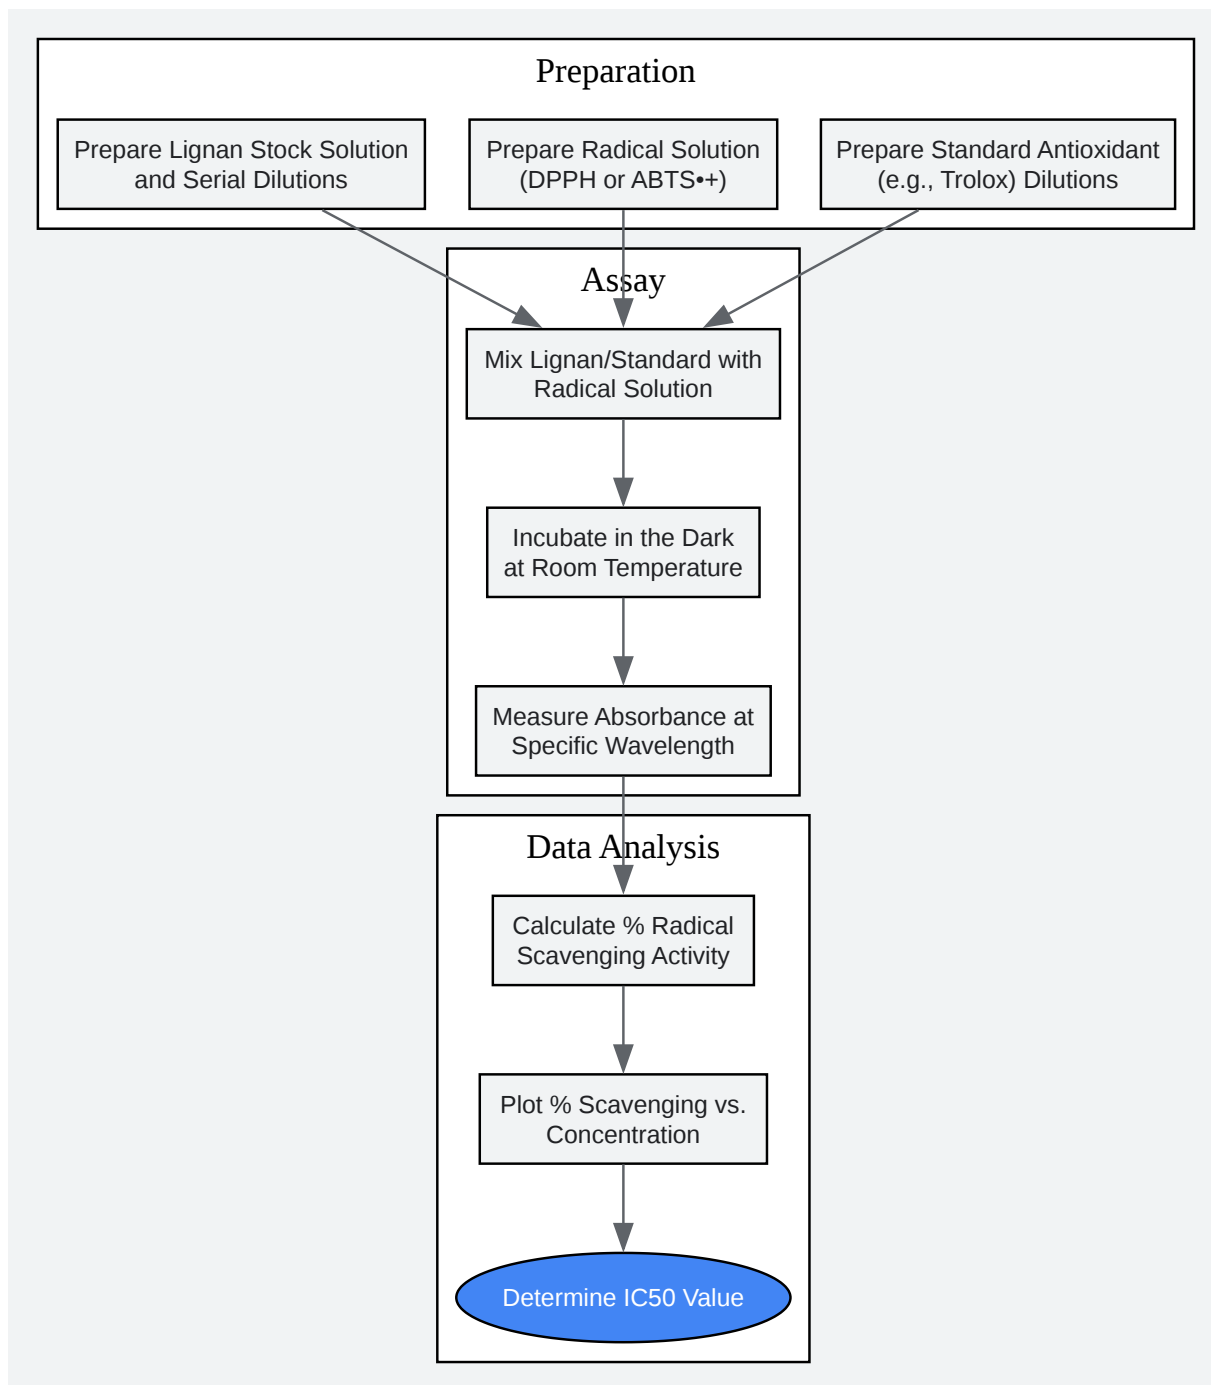 Preparation
Prepare Lignan Stock Solution
and Serial Dilutions
Prepare Radical Solution
(DPPH or ABTS•+)
Prepare Standard Antioxidant
(e.g., Trolox) Dilutions
Assay
Mix Lignan/Standard with
Radical Solution
Incubate in the Dark
at Room Temperature
Measure Absorbance at
Specific Wavelength
Data Analysis
Calculate % Radical
Scavenging Activity
Plot % Scavenging vs.
Concentration
Determine IC50 Value